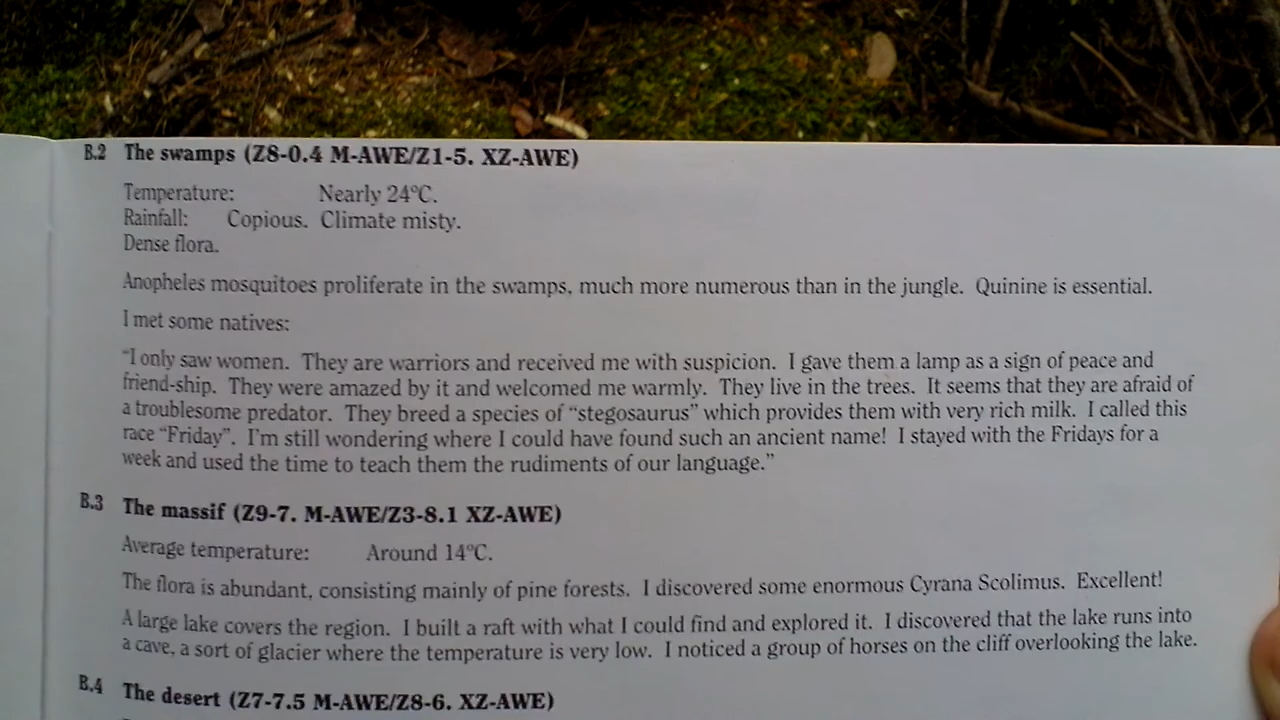 B.2 The swamps (Z8-0.4 M-AWE/Z1-5. XZ-AWE)
Temperature: Nearly 24°C.
Rainfall: Copious. Climate misty.
Dense flora.
Anopheles mosquitoes proliferate in the swamps, much more numerous than in the jungle. Quinine is essential.
I met some natives:
"I only saw women. They are warriors and received me with suspicion. I gave them a lamp as a sign of peace and
friend-ship. They were amazed by it and welcomed me warmly. They live in the trees. It seems that they are afraid of
a troublesome predator. They breed a species of "stegosaurus" which provides them with very rich milk. I called this
race "Friday". I'm still wondering where I could have found such an ancient name! I stayed with the Fridays for a
week and used the time to teach them the rudiments of our language."
B.3 The massif (Z9-7. M-AWE/Z3-8.1 XZ-AWE)
Average temperature: Around 14°C.
The flora is abundant, consisting mainly of pine forests. I discovered some enormous Cyrana Scolimus. Excellent!
A large lake covers the region. I built a raft with what I could find and explored it. I discovered that the lake runs into
a cave, a sort of glacier where the temperature is very low. I noticed a group of horses on the cliff overlooking the lake.
B.4 The desert (Z7-7.5 M-AWE/Z8-6. XZ-AWE)